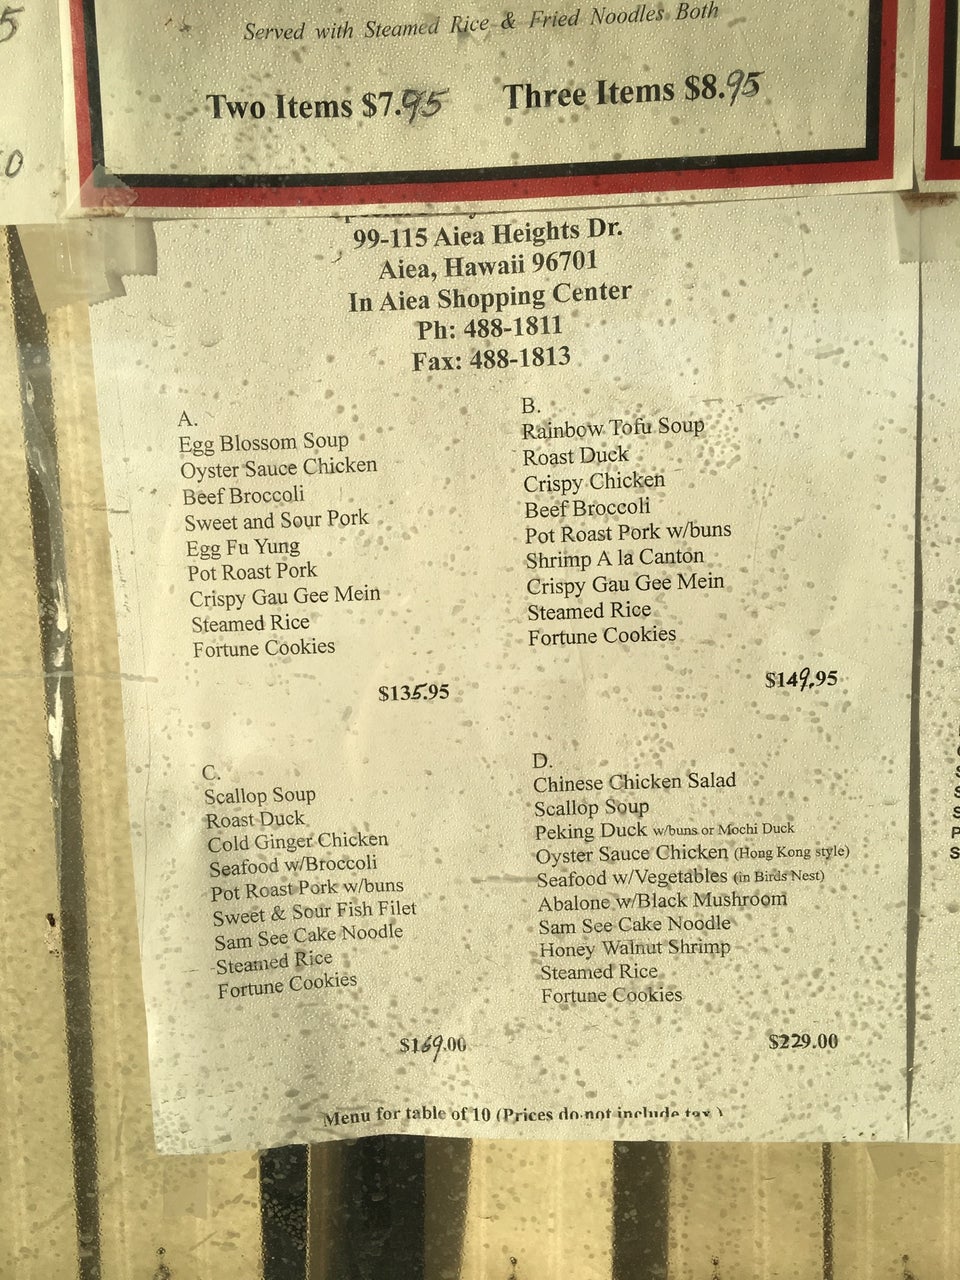 Served with Steamed Rice & Fried Noodles Both
Two Items $7.95
Three Items $8.95
99-115 Aiea Heights Dr.
Aiea, Hawaii 96701
In Aiea Shopping Center
Ph: 488-1811
Fax: 488-1813
A.
Egg Blossom Soup
Oyster Sauce Chicken
Beef Broccoli
Sweet and Sour Pork
Egg Fu Yung
Pot Roast Pork
Crispy Gau Gee Mein
Steamed Rice
Fortune Cookies
$135.95
B.
Rainbow Tofu Soup
Roast Duck
Crispy Chicken
Beef Broccoli
Pot Roast Pork w/buns
Shrimp A la Canton
Crispy Gau Gee Mein
Steamed Rice
Fortune Cookies
$149.95
C.
Scallop Soup
Roast Duck
Cold Ginger Chicken
Seafood w/Broccoli
Pot Roast Pork w/buns
Sweet & Sour Fish Filet
Sam See Cake Noodle
Steamed Rice
Fortune Cookies
$169.00
D.
Chinese Chicken Salad
Scallop Soup
Peking Duck w/buns or Mochi Duck
Oyster Sauce Chicken (Hong Kong style)
Seafood w/Vegetables (in Birds Nest)
Abalone w/Black Mushroom
Sam See Cake Noodle
Honey Walnut Shrimp
Steamed Rice
Fortune Cookies
$229.00
Menu for table of 10 (Prices do not include tax)